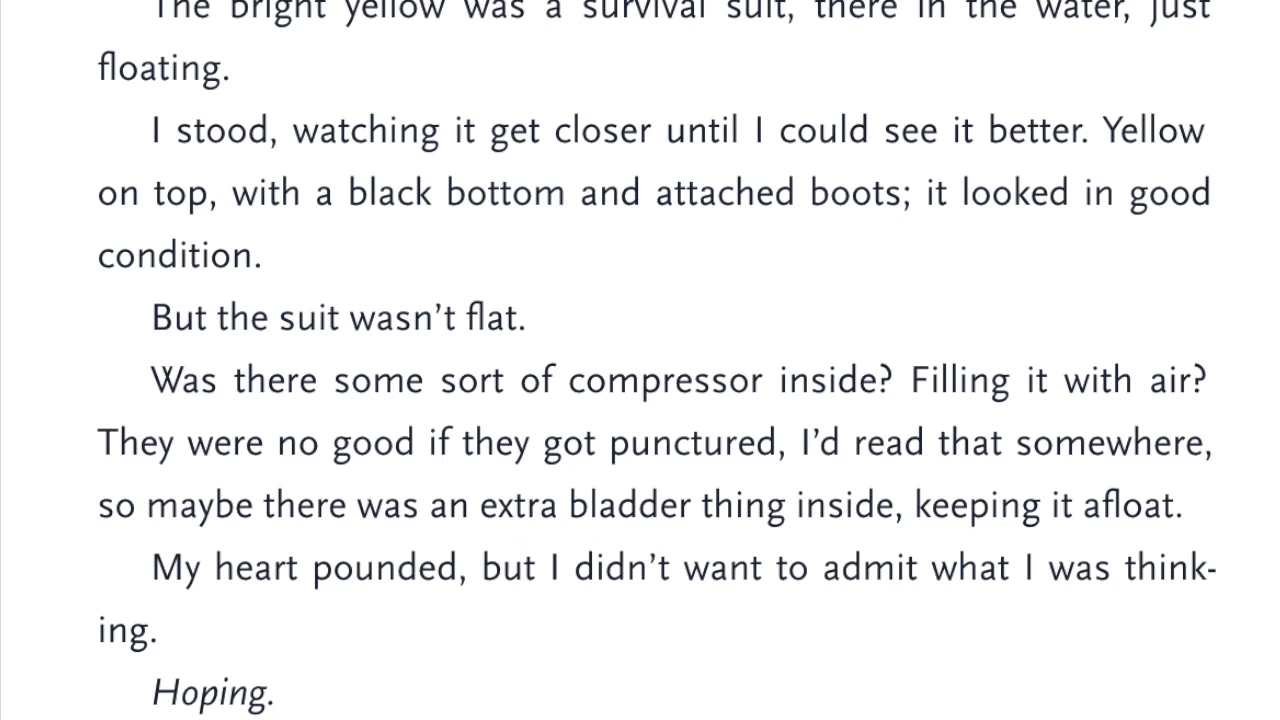 The bright yellow was a survival suit, there in the water, just
floating.
I stood, watching it get closer until I could see it better. Yellow
on top, with a black bottom and attached boots; it looked in good
condition.
But the suit wasn’t flat.
Was there some sort of compressor inside? Filling it with air?
They were no good if they got punctured, I’d read that somewhere,
so maybe there was an extra bladder thing inside, keeping it afloat.
My heart pounded, but I didn’t want to admit what I was think-
ing.
Hoping.